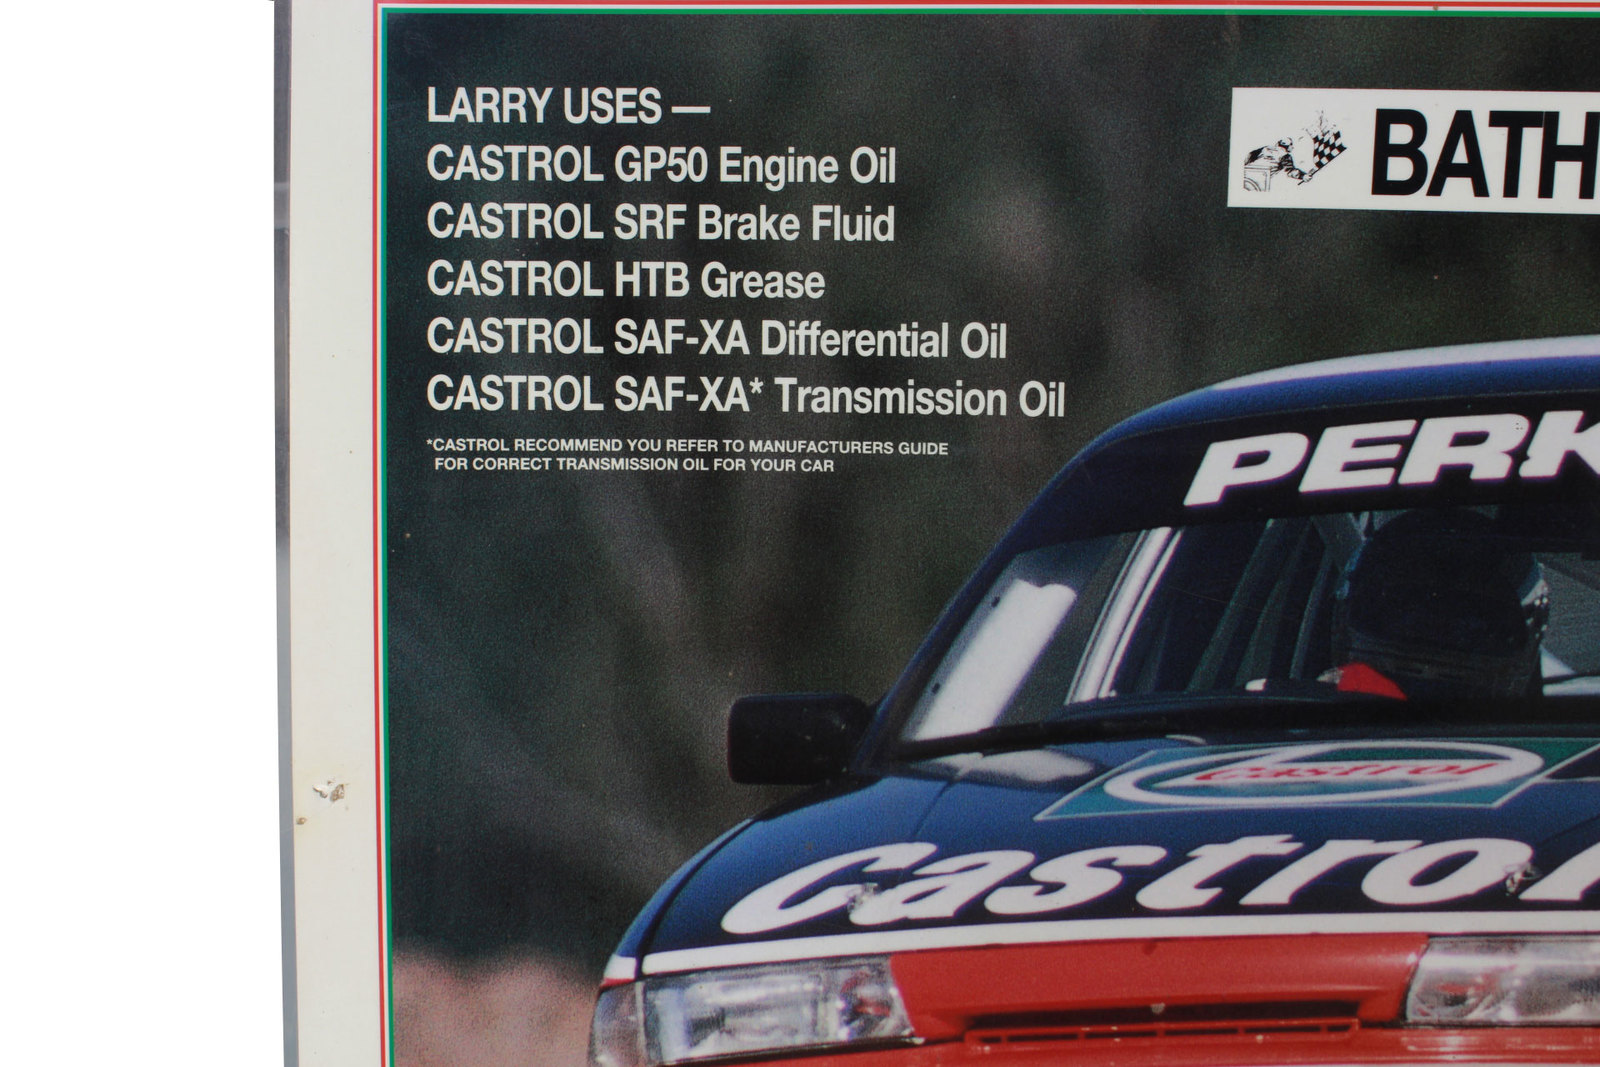 LARRY USES —
CASTROL GP50 Engine Oil
CASTROL SRF Brake Fluid
CASTROL HTB Grease
CASTROL SAF-XA Differential Oil
CASTROL SAF-XA* Transmission Oil
*CASTROL RECOMMEND YOU REFER TO MANUFACTURERS GUIDE
FOR CORRECT TRANSMISSION OIL FOR YOUR CAR
BATH
PERK
Castrol
Castrol